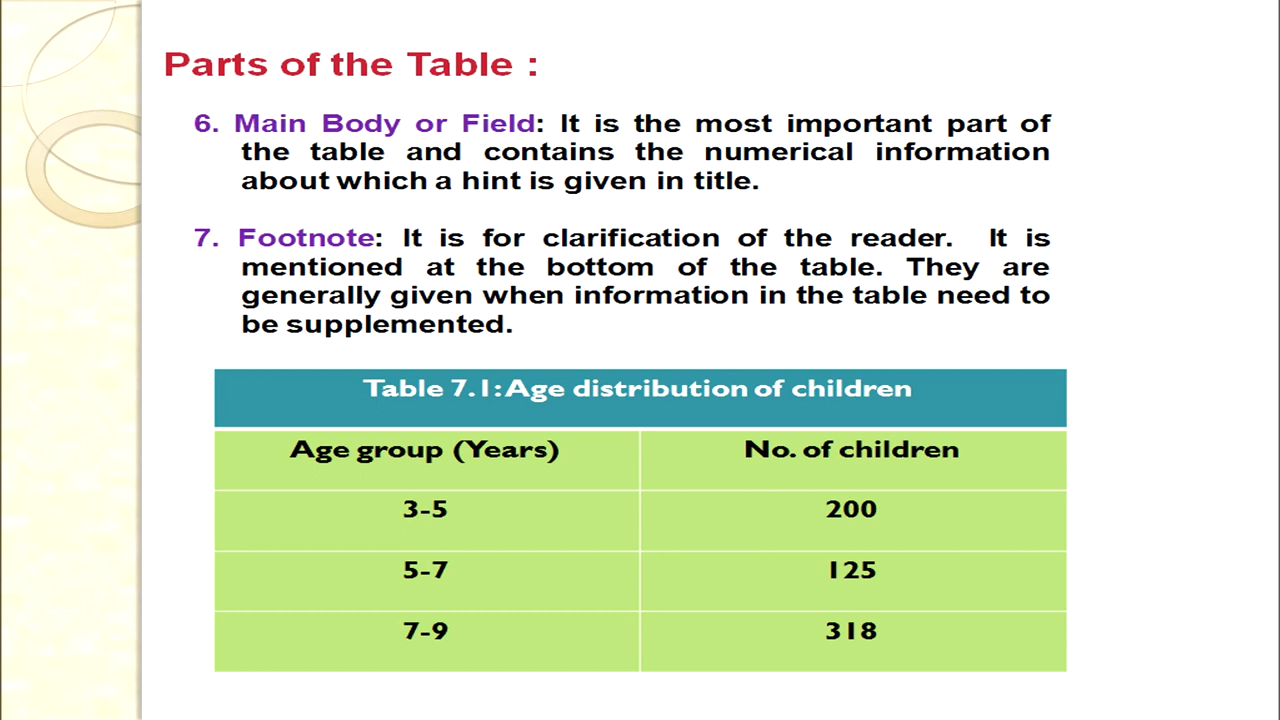 Parts of the Table :
6. Main Body or Field: It is the most important part of
the table and contains the numerical information
about which a hint is given in title.
7. Footnote: It is for clarification of the reader. It is
mentioned at the bottom of the table. They are
generally given when information in the table need to
be supplemented.
Table 7.1: Age distribution of children
Age group (Years) No. of children
3-5 200
5-7 125
7-9 318